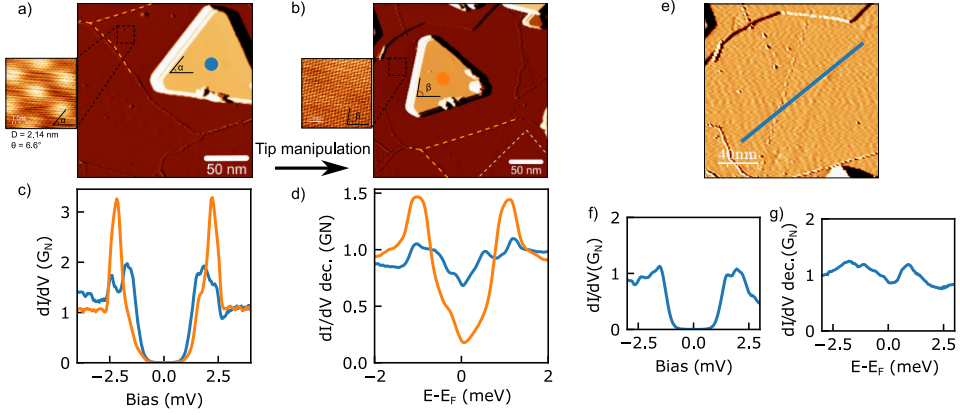 a)
b)
e)
α
β
1.0nm
α
β
D = 2.14 nm
θ = 6.6°
50 nm
Tip manipulation
50 nm
40nm
c)
d)
f)
g)
dI/dV (G_N)
3
2
1
0
−2.5 0.0 2.5
Bias (mV)
dI/dV dec. (GN)
1.5
1.0
0.5
0.0
−2 0 2
E-E_F (meV)
dI/dV(G_N)
2
1
0
−2.5 0.0 2.5
Bias (mV)
dI/dV dec. (G_N)
2
1
0
−2.5 0.0 2.5
E-E_F (meV)